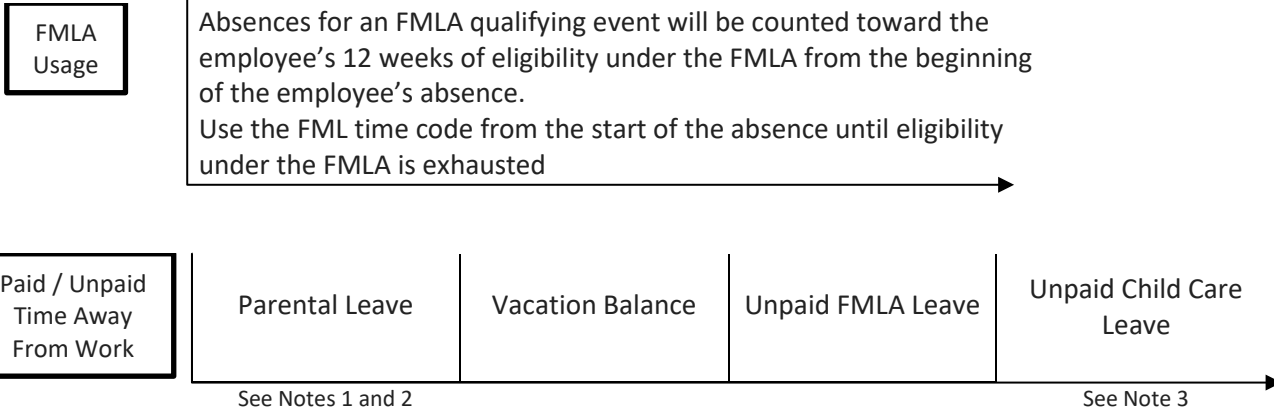 FMLA
Usage
Absences for an FMLA qualifying event will be counted toward the
employee’s 12 weeks of eligibility under the FMLA from the beginning
of the employee’s absence.
Use the FML time code from the start of the absence until eligibility
under the FMLA is exhausted
Paid / Unpaid
Time Away
From Work
Parental Leave
Vacation Balance
Unpaid FMLA Leave
Unpaid Child Care
Leave
See Notes 1 and 2
See Note 3